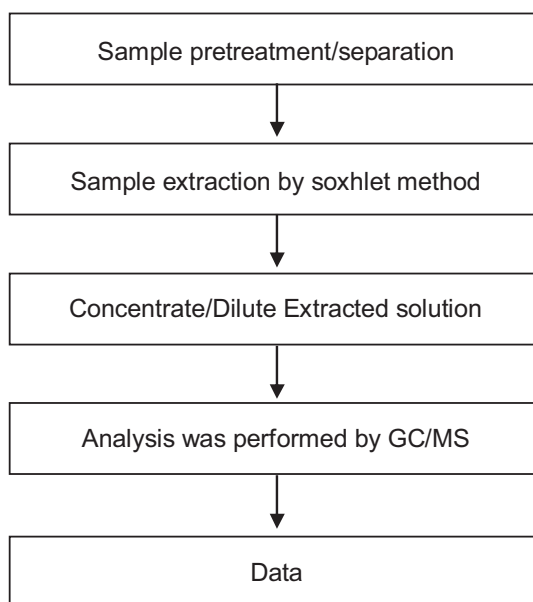 Sample pretreatment/separation
Sample extraction by soxhlet method
Concentrate/Dilute Extracted solution
Analysis was performed by GC/MS
Data